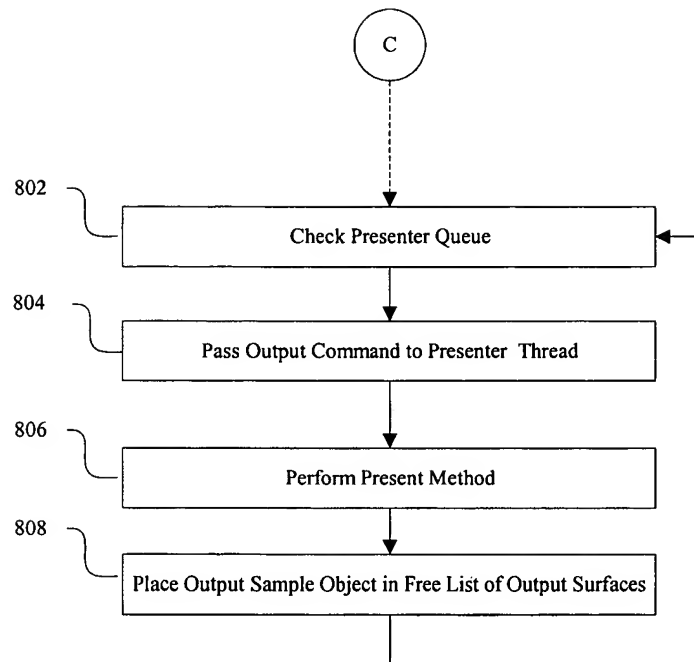 C
802
Check Presenter Queue
804
Pass Output Command to Presenter Thread
806
Perform Present Method
808
Place Output Sample Object in Free List of Output Surfaces